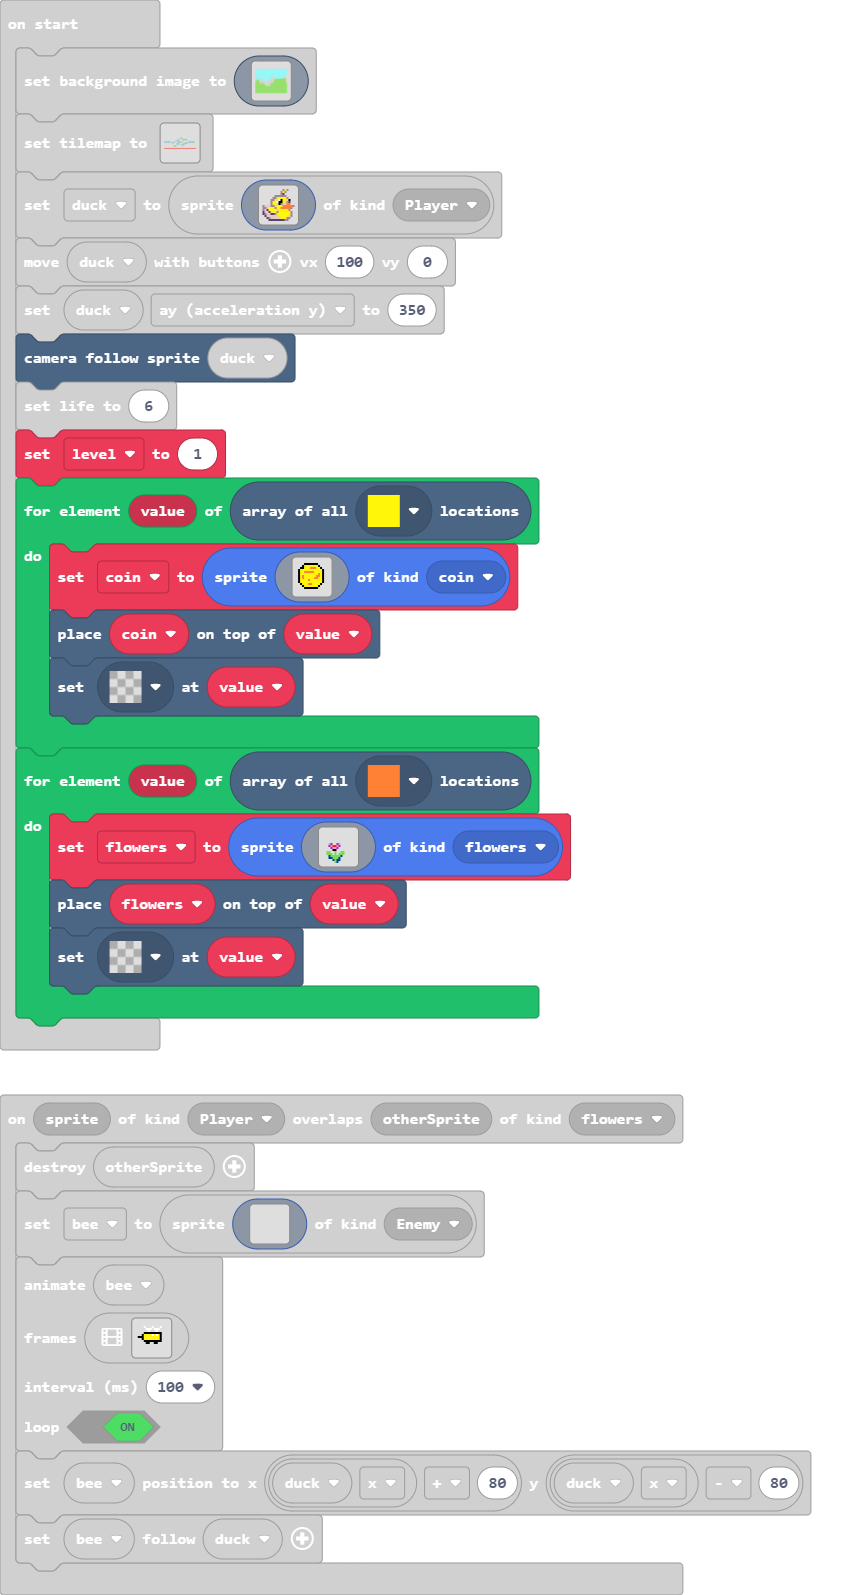 on start
set background image to
set tilemap to
set duck to sprite of kind Player
move duck with buttons vx 100 vy 0
set duck ay (acceleration y) to 350
camera follow sprite duck
set life to 6
set level to 1
for element value of array of all locations
do
set coin to sprite of kind coin
place coin on top of value
set at value
for element value of array of all locations
do
set flowers to sprite of kind flowers
place flowers on top of value
set at value
on sprite of kind Player overlaps otherSprite of kind flowers
destroy otherSprite
set bee to sprite of kind Enemy
animate bee
frames
interval (ms) 100
loop ON
set bee position to x duck x + 80 y duck x - 80
set bee follow duck